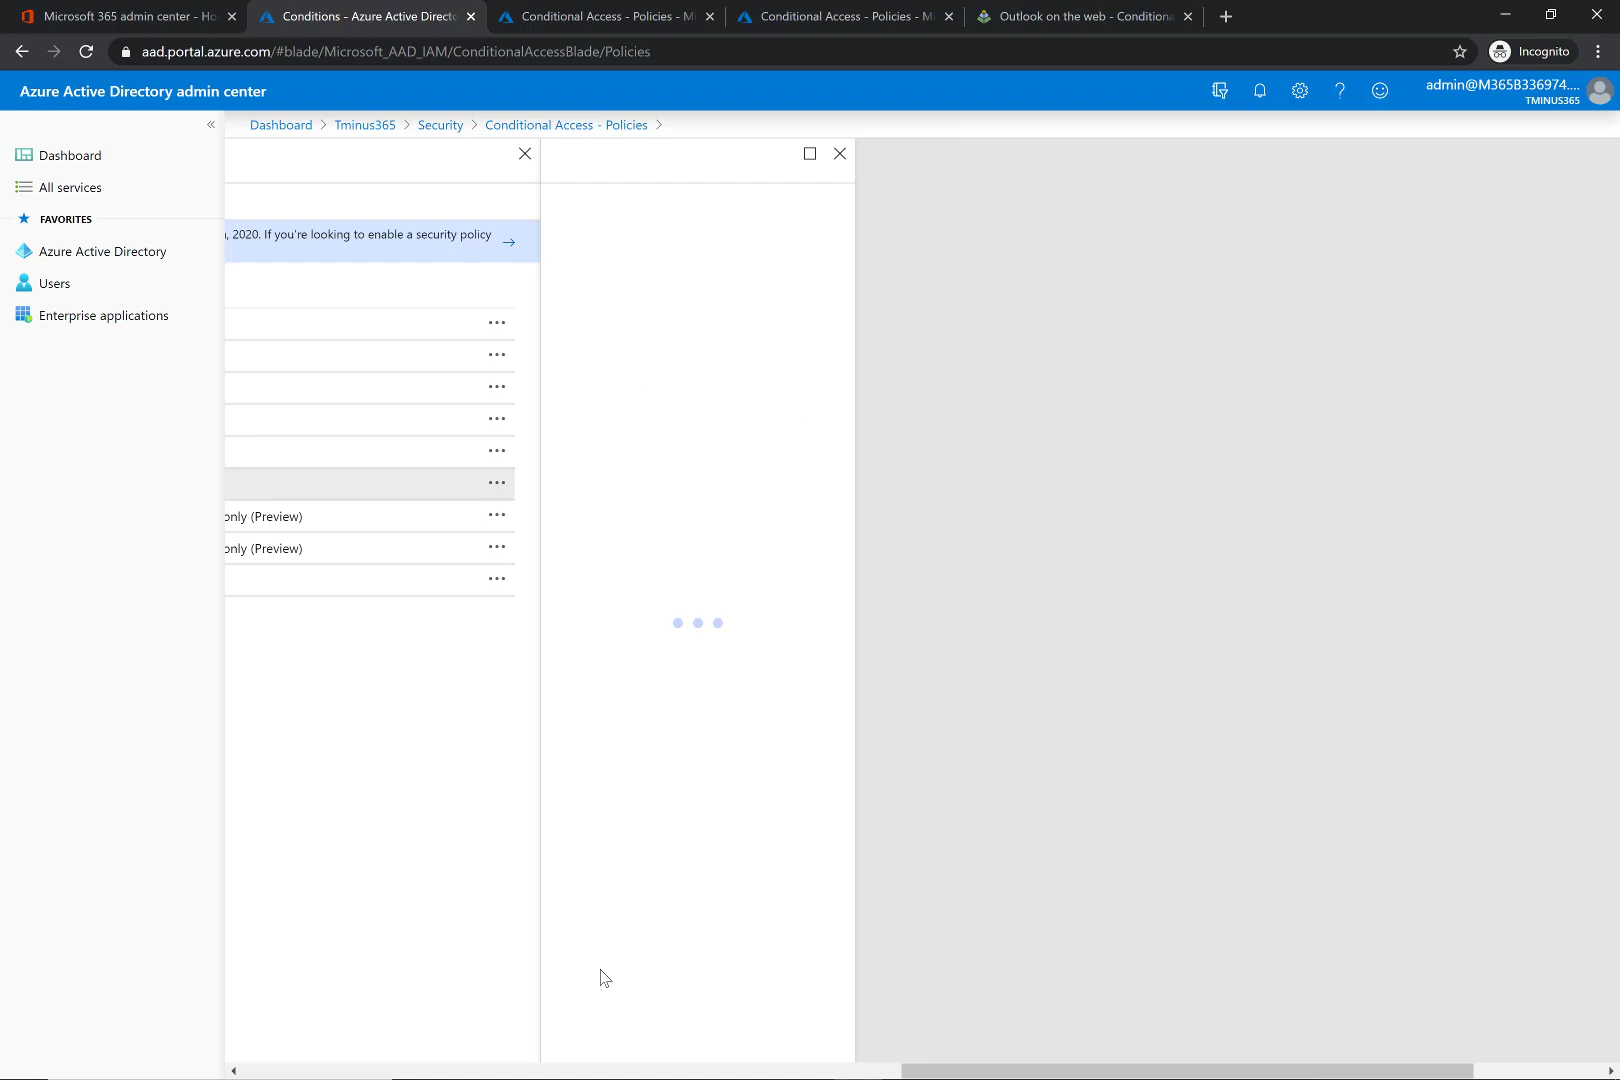 Microsoft 365 admin center - Ho
Conditions - Azure Active Directo
Conditional Access - Policies - Mi
Conditional Access - Policies - Mi
Outlook on the web - Conditiona
aad.portal.azure.com/#blade/Microsoft_AAD_IAM/ConditionalAccessBlade/Policies
Incognito
Azure Active Directory admin center
admin@M365B336974....
TMINUS365
Dashboard > Tminus365 > Security > Conditional Access - Policies >
Dashboard
All services
FAVORITES
Azure Active Directory
Users
Enterprise applications
, 2020. If you're looking to enable a security policy
only (Preview)
only (Preview)